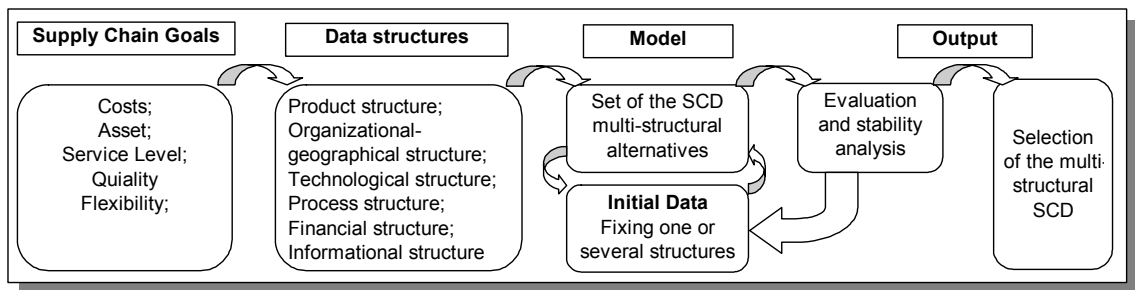 Supply Chain Goals
Data structures
Model
Output
Costs;
Asset;
Service Level;
Quiality
Flexibility;
Product structure;
Organizational-
geographical structure;
Technological structure;
Process structure;
Financial structure;
Informational structure
Set of the SCD
multi-structural
alternatives
Initial Data
Fixing one or
several structures
Evaluation
and stability
analysis
Selection
of the multi-
structural
SCD